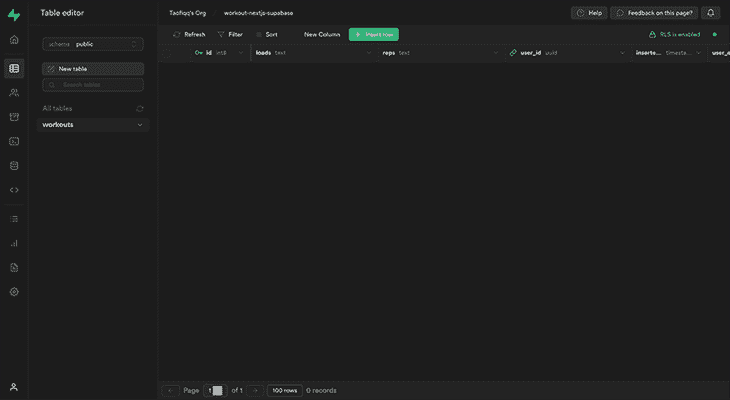 Table editor
Taofiqq's Org / workout-nextjs-supabase
Help
Feedback on this page?
schema public
New table
Search tables
All tables
workouts
Refresh
Filter
Sort
New Column
Insert row
RLS is enabled
id int8
loads text
reps text
user_id uuid
inserte... timesta...
user_e
Page 1 of 1
100 rows
0 records